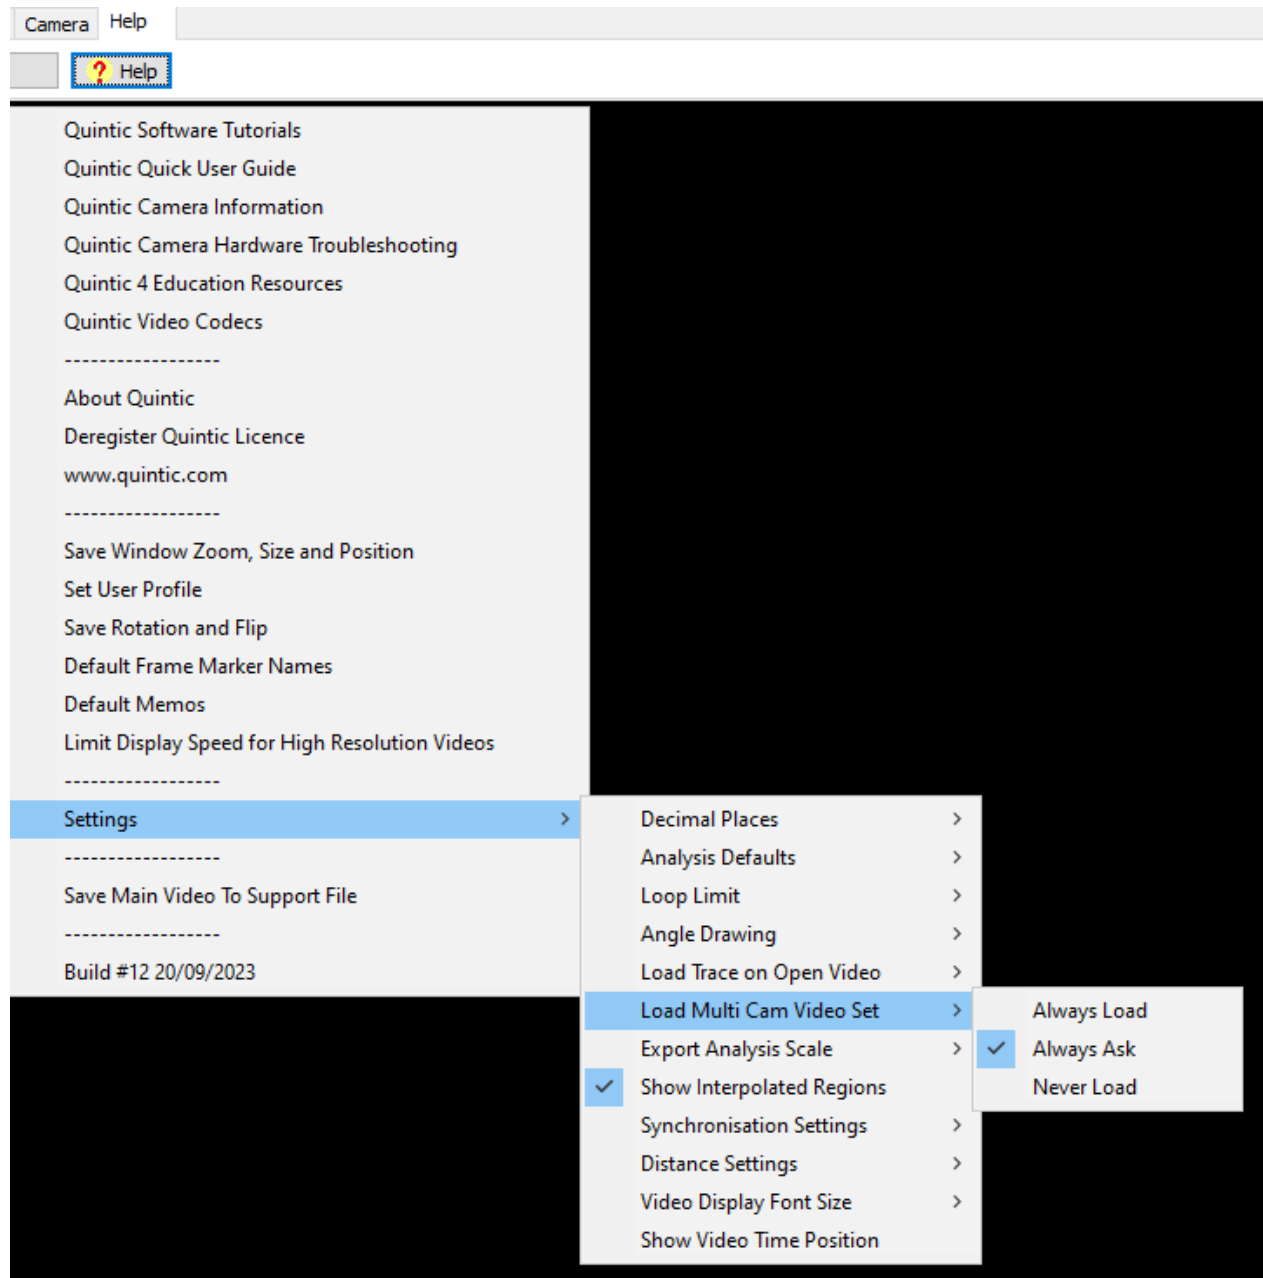 Camera Help
? Help
Quintic Software Tutorials
Quintic Quick User Guide
Quintic Camera Information
Quintic Camera Hardware Troubleshooting
Quintic 4 Education Resources
Quintic Video Codecs
------------------
About Quintic
Deregister Quintic Licence
www.quintic.com
------------------
Save Window Zoom, Size and Position
Set User Profile
Save Rotation and Flip
Default Frame Marker Names
Default Memos
Limit Display Speed for High Resolution Videos
------------------
Settings
------------------
Save Main Video To Support File
------------------
Build #12 20/09/2023
Decimal Places
Analysis Defaults
Loop Limit
Angle Drawing
Load Trace on Open Video
Load Multi Cam Video Set
Export Analysis Scale
Show Interpolated Regions
Synchronisation Settings
Distance Settings
Video Display Font Size
Show Video Time Position
Always Load
Always Ask
Never Load